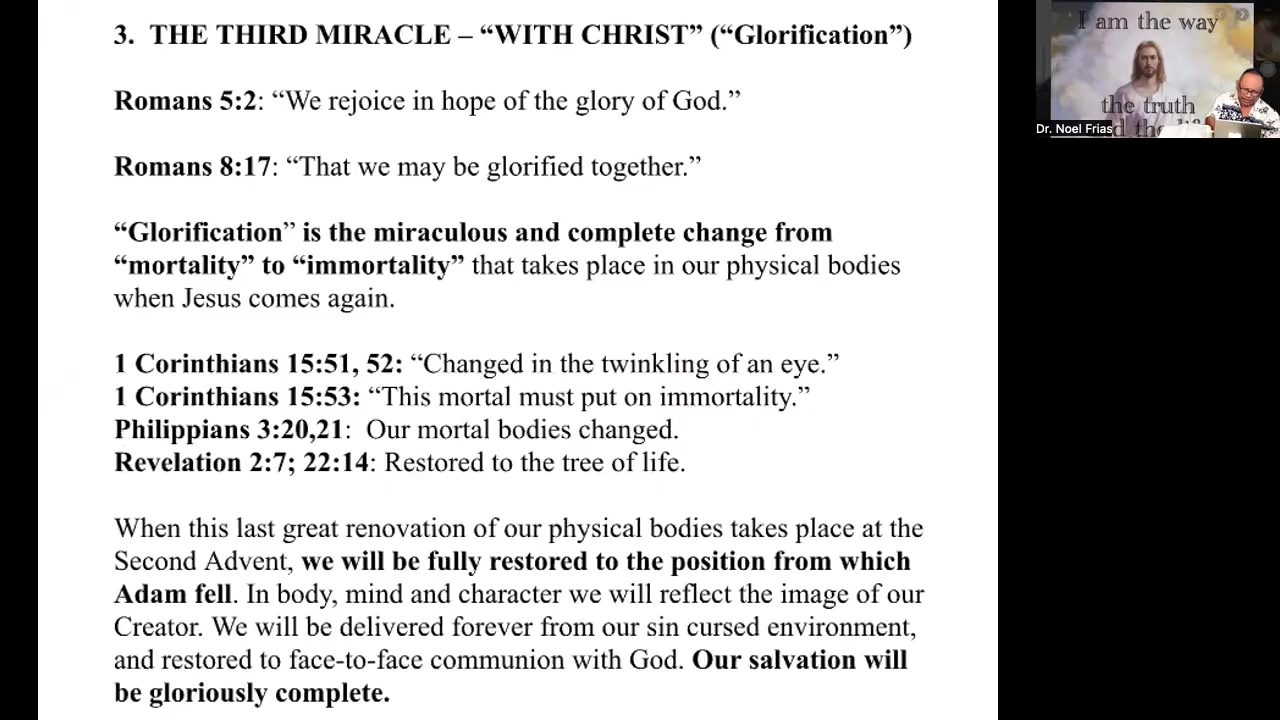 3. THE THIRD MIRACLE – “WITH CHRIST” (“Glorification”)
Romans 5:2: “We rejoice in hope of the glory of God.”
Romans 8:17: “That we may be glorified together.”
“Glorification” is the miraculous and complete change from
“mortality” to “immortality” that takes place in our physical bodies
when Jesus comes again.
1 Corinthians 15:51, 52: “Changed in the twinkling of an eye.”
1 Corinthians 15:53: “This mortal must put on immortality.”
Philippians 3:20,21: Our mortal bodies changed.
Revelation 2:7; 22:14: Restored to the tree of life.
When this last great renovation of our physical bodies takes place at the
Second Advent, we will be fully restored to the position from which
Adam fell. In body, mind and character we will reflect the image of our
Creator. We will be delivered forever from our sin cursed environment,
and restored to face-to-face communion with God. Our salvation will
be gloriously complete.
I am the way
the truth
Dr. Noel Frias